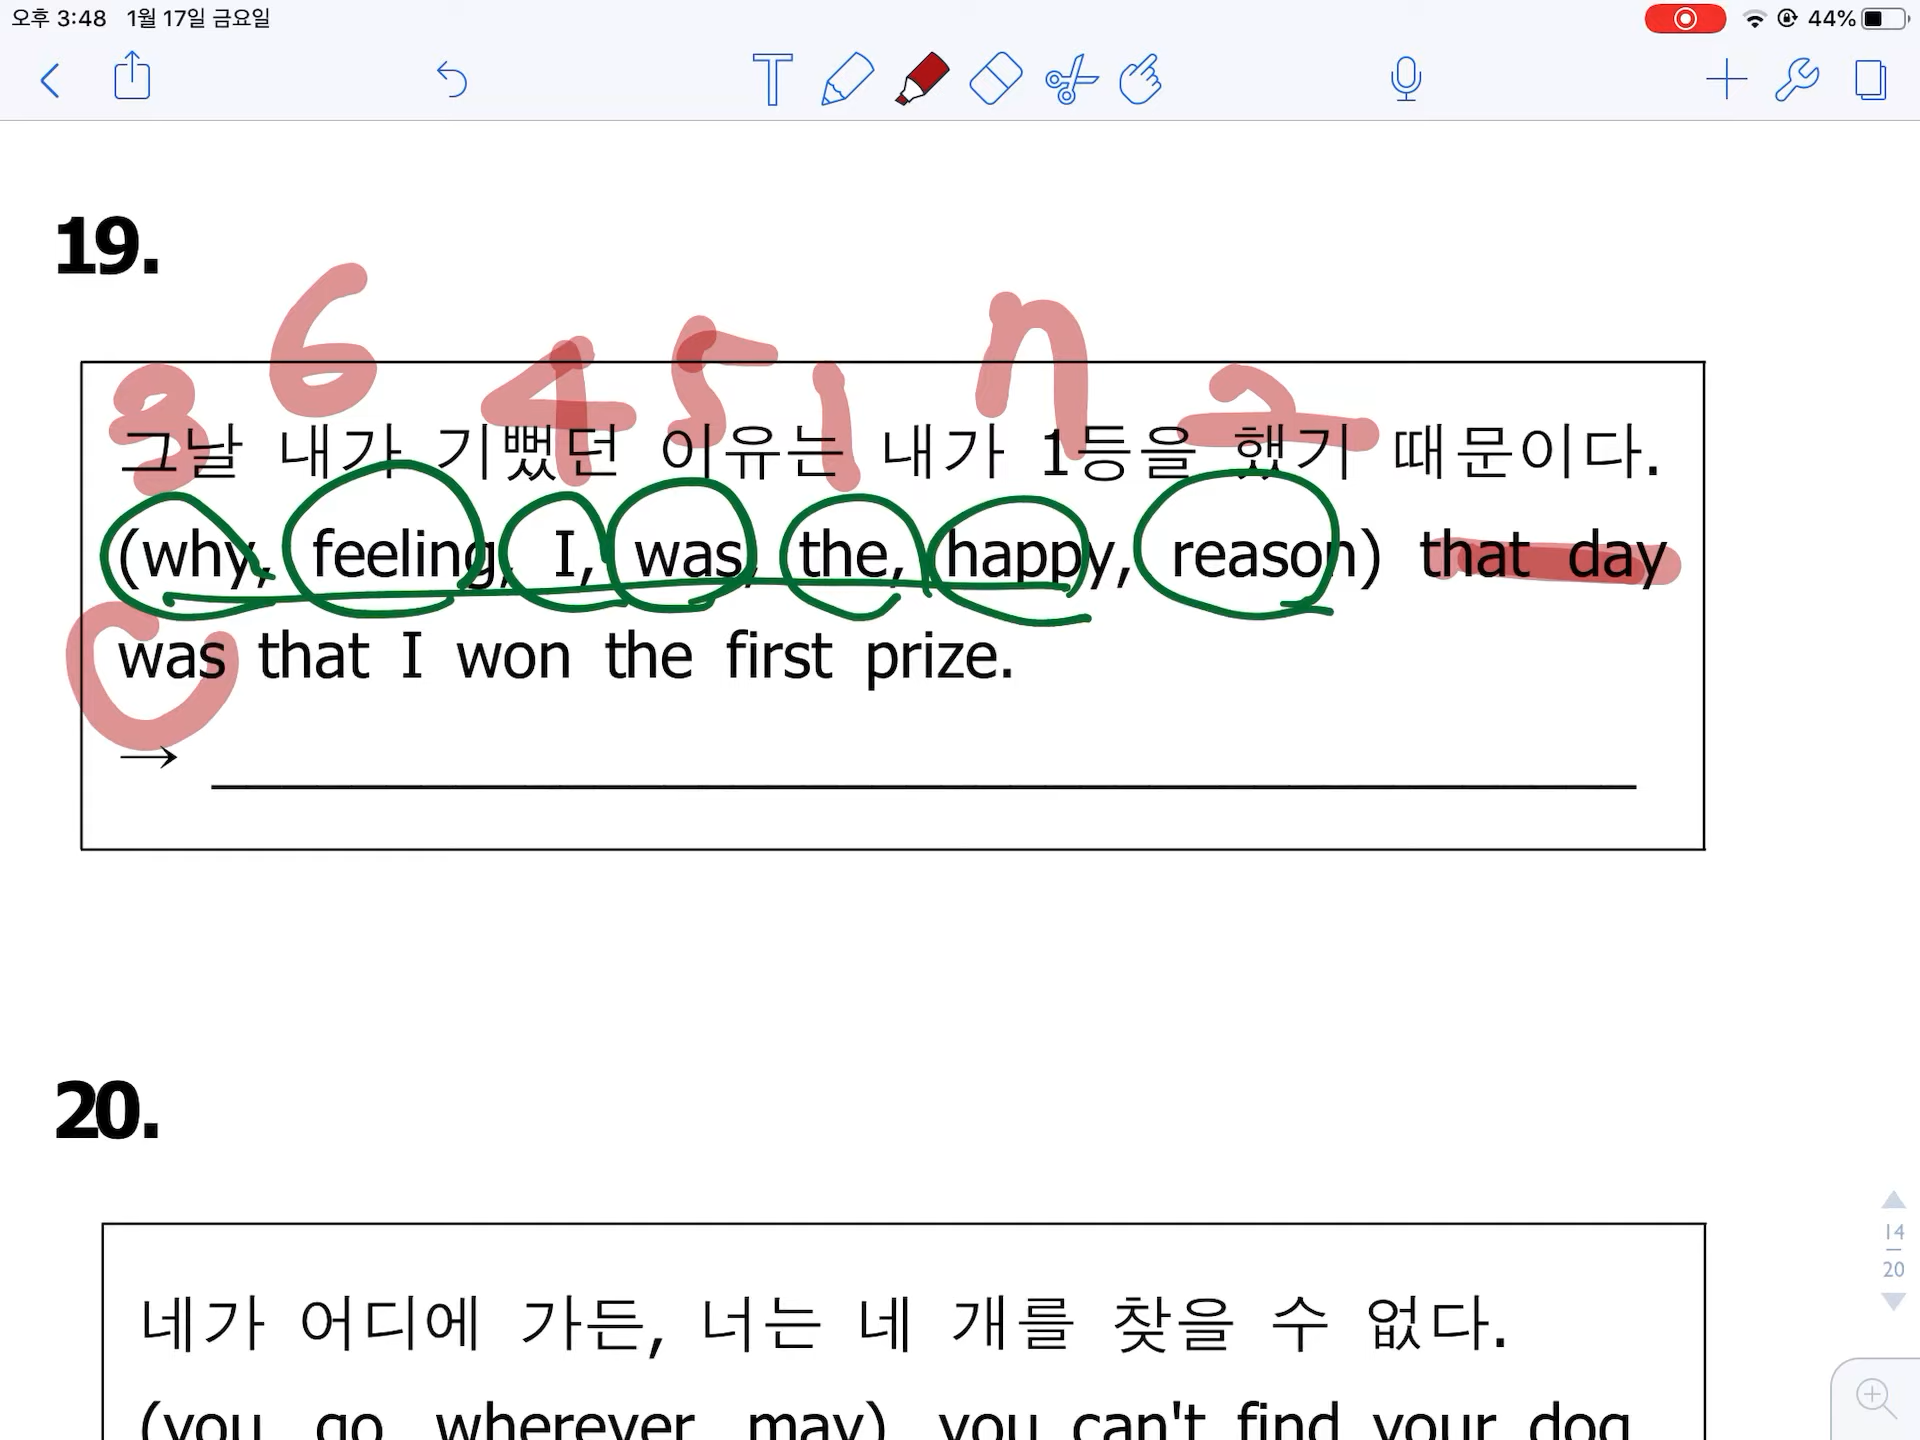 오후 3:48 1월 17일 금요일 44%
19.
6 4 5 1 7 2
3
그날 내가 기뻤던 이유는 내가 1등을 했기 때문이다.
(why, feeling, I, was, the, happy, reason) that day
was that I won the first prize.
→
20.
네가 어디에 가든, 너는 네 개를 찾을 수 없다.
(you, go, wherever, may), you can't find your dog
14
20